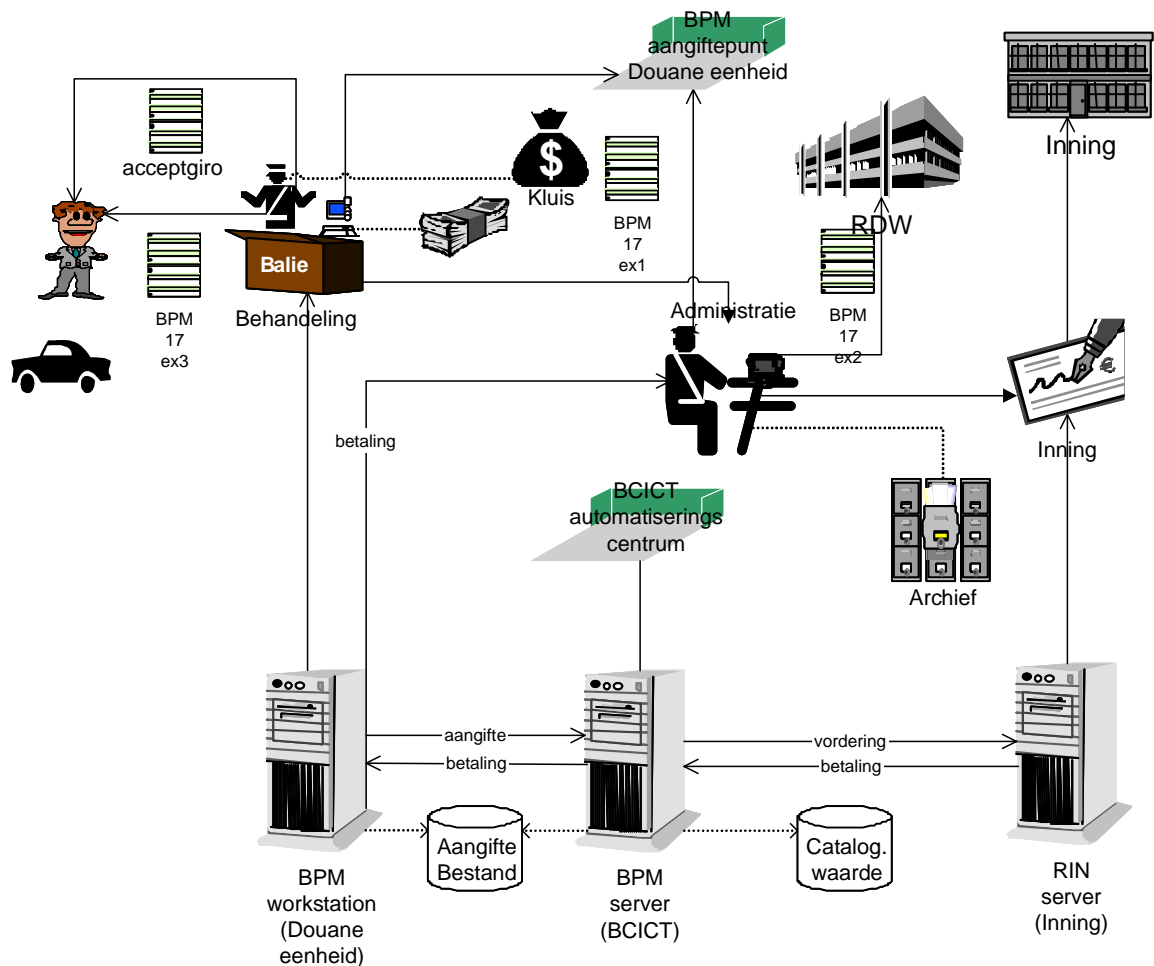 BPM
aangiftepunt
Douane eenheid
acceptgiro
$
Kluis
Inning
BPM
17
ex1
RDW
Balie
Behandeling
BPM
17
ex3
Administratie
BPM
17
ex2
€
Inning
betaling
BCICT
automatiserings
centrum
Archief
aangifte
betaling
vordering
betaling
Aangifte
Bestand
Catalog.
waarde
BPM
workstation
(Douane
eenheid)
BPM
server
(BCICT)
RIN
server
(Inning)